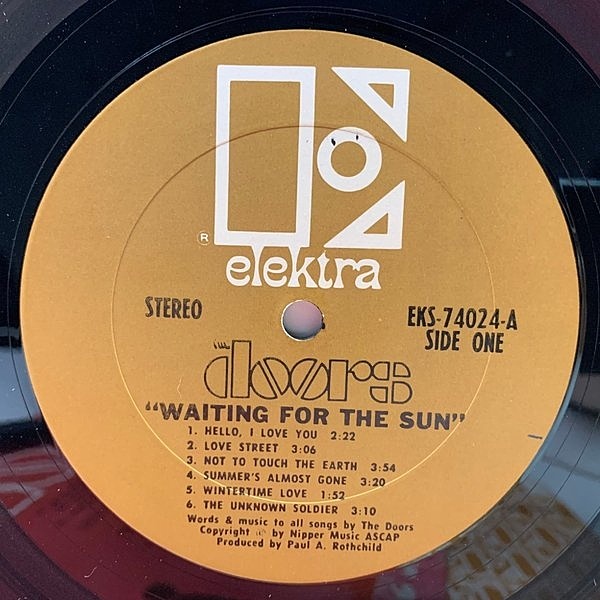 ®
elektra
STEREO
EKS-74024-A
SIDE ONE
the doors
"WAITING FOR THE SUN"
1. HELLO, I LOVE YOU 2:22
2. LOVE STREET 3:06
3. NOT TO TOUCH THE EARTH 3:54
4. SUMMER'S ALMOST GONE 3:20
5. WINTERTIME LOVE 1:52
6. THE UNKNOWN SOLDIER 3:10
Words & music to all songs by The Doors
Copyright © by Nipper Music ASCAP
Produced by Paul A. Rothchild